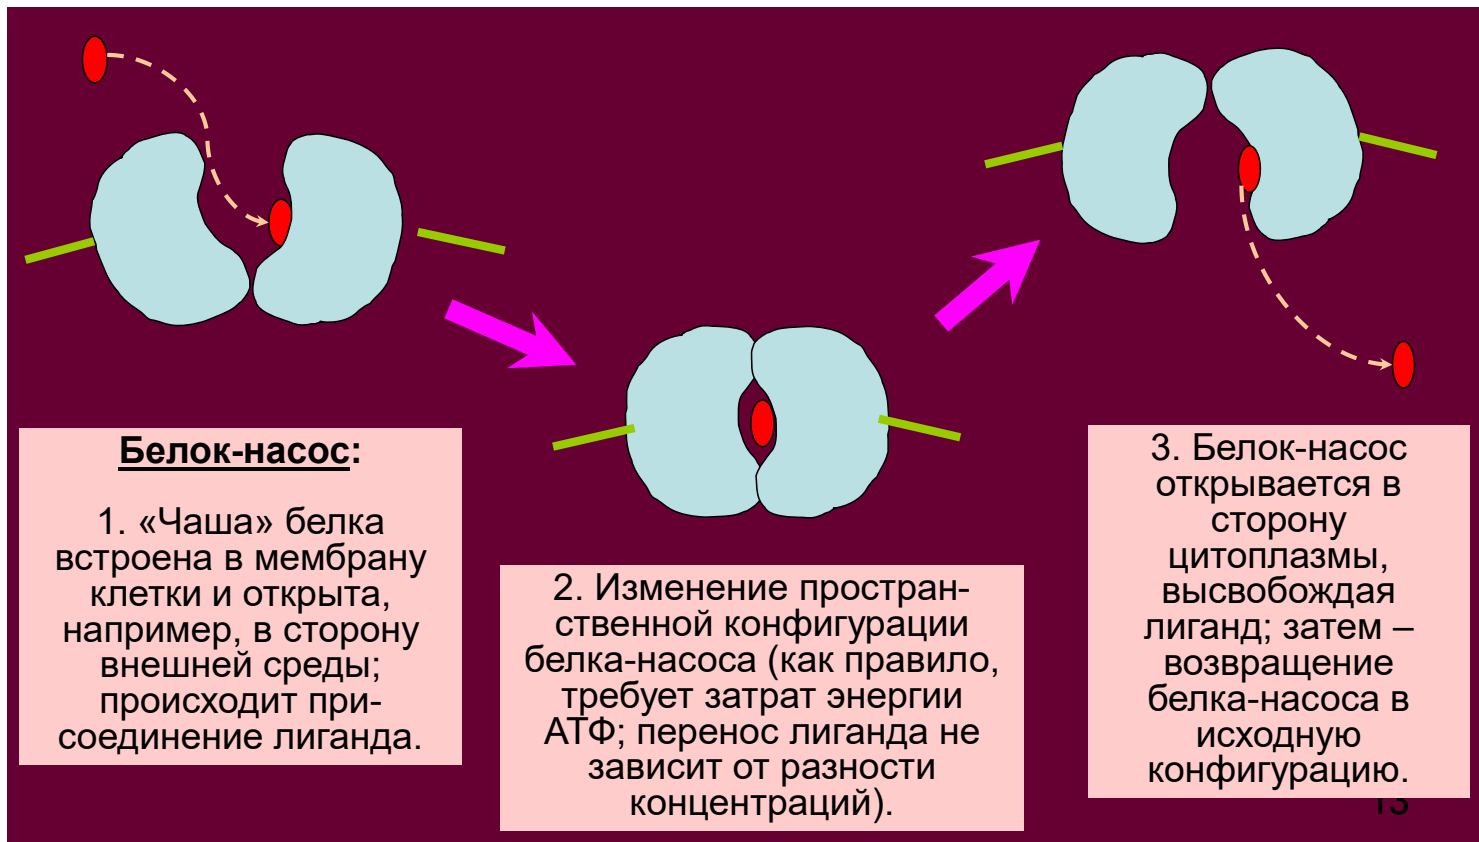 Белок-насос:
1. «Чаша» белка
встроена в мембрану
клетки и открыта,
например, в сторону
внешней среды;
происходит при-
соединение лиганда.
2. Изменение простран-
ственной конфигурации
белка-насоса (как правило,
требует затрат энергии
АТФ; перенос лиганда не
зависит от разности
концентраций).
3. Белок-насос
открывается в
сторону
цитоплазмы,
высвобождая
лиганд; затем –
возвращение
белка-насоса в
исходную
конфигурацию.
13